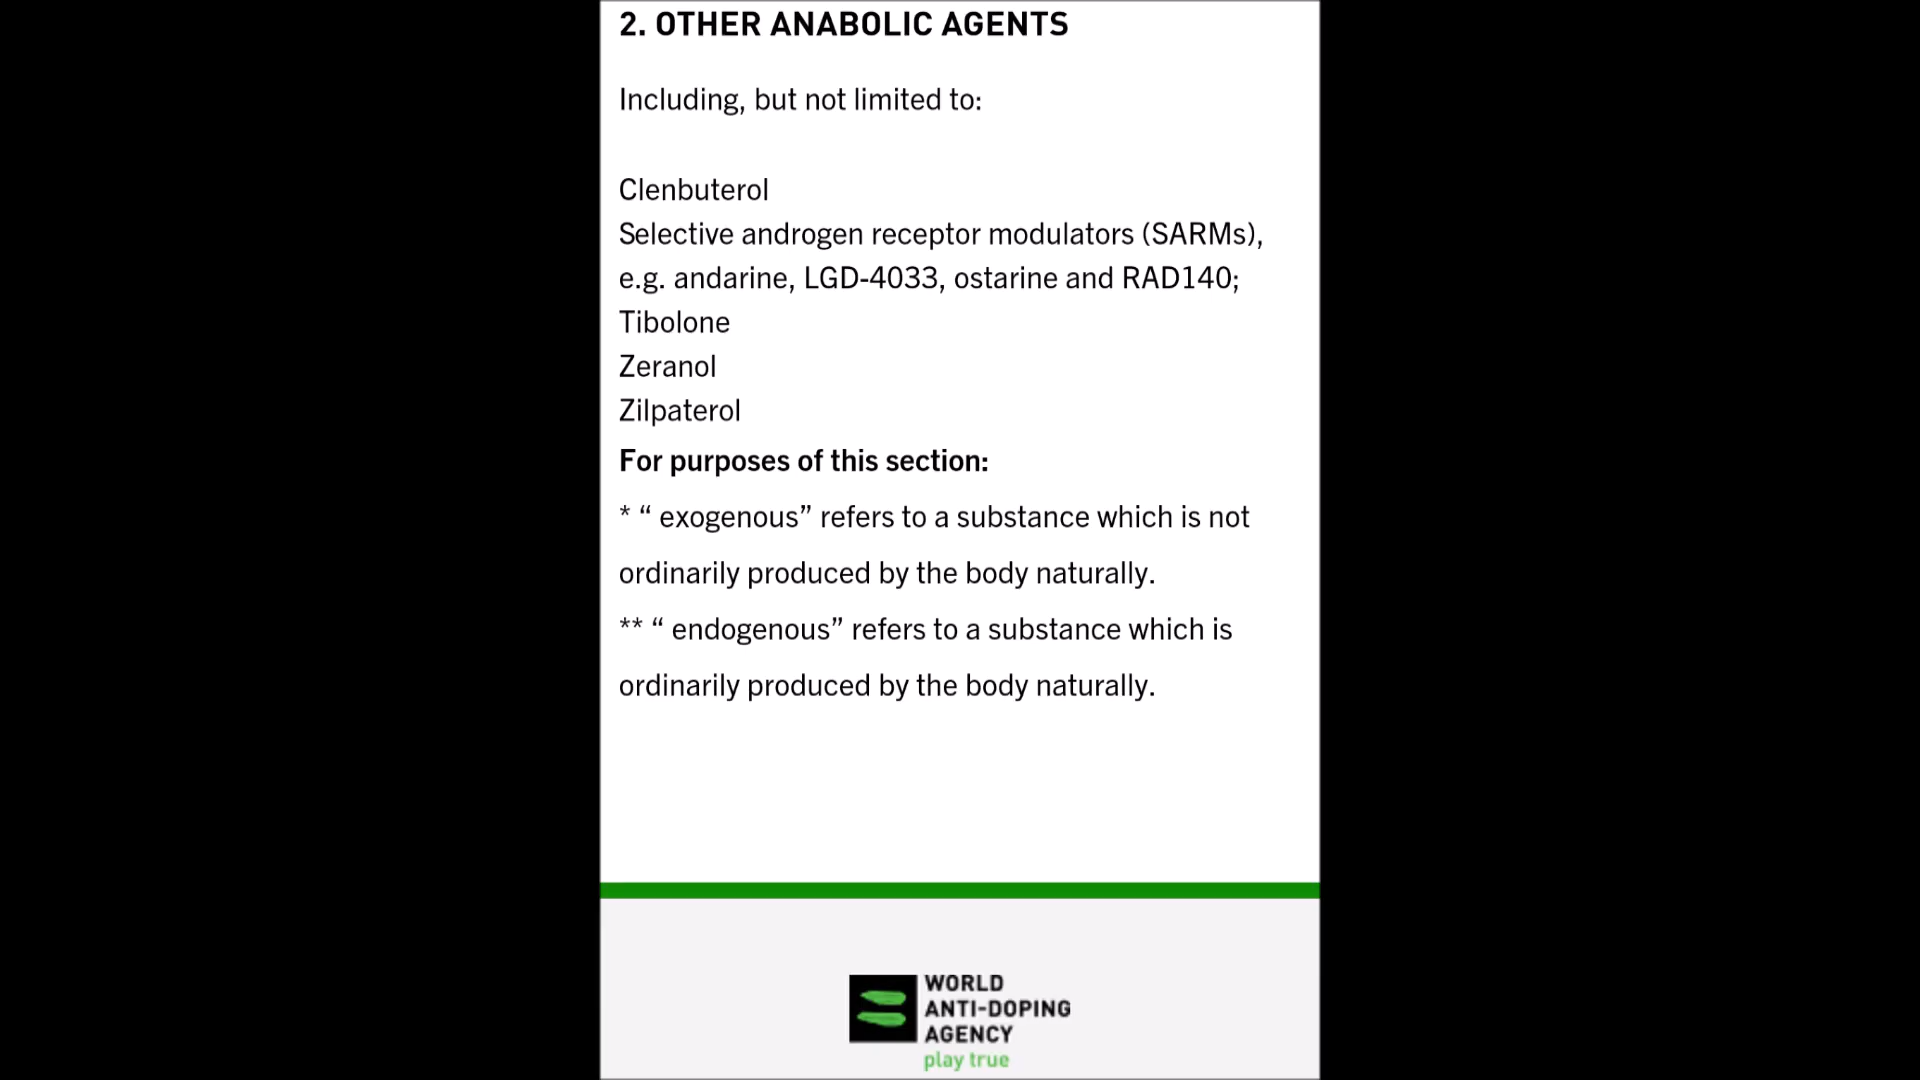 2. OTHER ANABOLIC AGENTS
Including, but not limited to:
Clenbuterol
Selective androgen receptor modulators (SARMs),
e.g. andarine, LGD-4033, ostarine and RAD140;
Tibolone
Zeranol
Zilpaterol
For purposes of this section:
* “ exogenous” refers to a substance which is not
ordinarily produced by the body naturally.
** “ endogenous” refers to a substance which is
ordinarily produced by the body naturally.
WORLD
ANTI-DOPING
AGENCY
play true